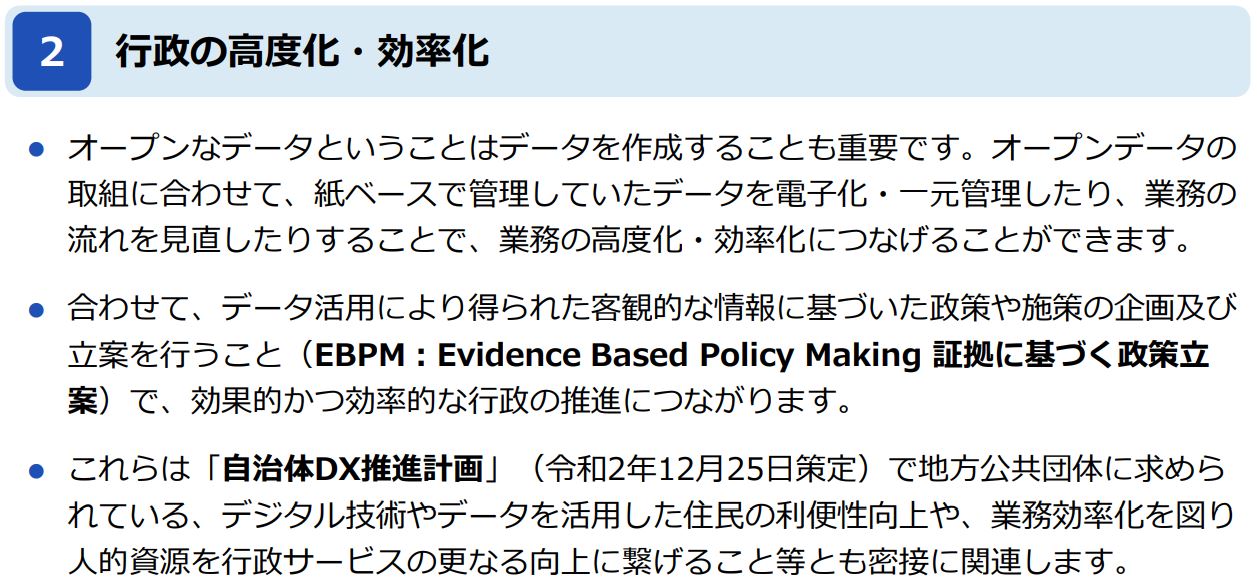 2 行政の高度化・効率化
● オープンなデータということはデータを作成することも重要です。オープンデータの
取組に合わせて、紙ベースで管理していたデータを電子化・一元管理したり、業務の
流れを見直したりすることで、業務の高度化・効率化につなげることができます。
● 合わせて、データ活用により得られた客観的な情報に基づいた政策や施策の企画及び
立案を行うこと（EBPM：Evidence Based Policy Making 証拠に基づく政策立
案）で、効果的かつ効率的な行政の推進につながります。
● これらは「自治体DX推進計画」（令和2年12月25日策定）で地方公共団体に求めら
れている、デジタル技術やデータを活用した住民の利便性向上や、業務効率化を図り
人的資源を行政サービスの更なる向上に繋げること等とも密接に関連します。